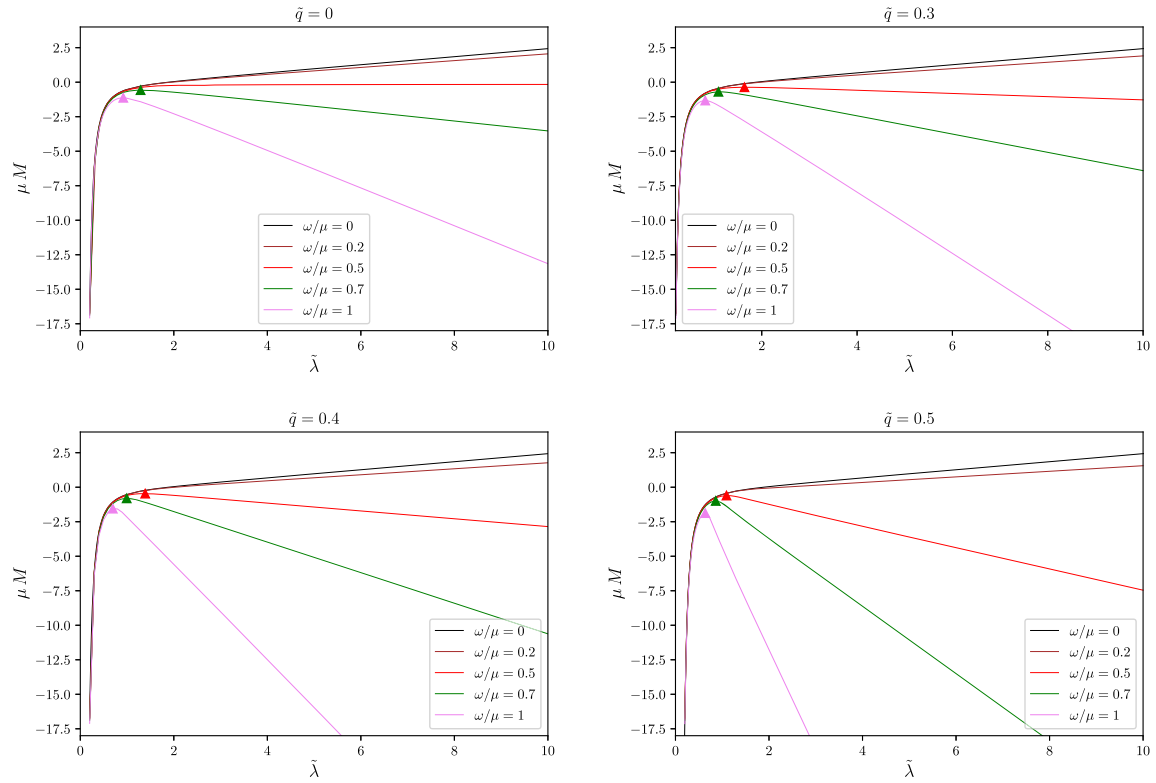 q̃ = 0
2.5
0.0
−2.5
−5.0
−7.5
−10.0
−12.5
−15.0
−17.5
μ M
ω/μ = 0
ω/μ = 0.2
ω/μ = 0.5
ω/μ = 0.7
ω/μ = 1
0 2 4 6 8 10
λ̃
q̃ = 0.3
2.5
0.0
−2.5
−5.0
−7.5
−10.0
−12.5
−15.0
−17.5
μ M
ω/μ = 0
ω/μ = 0.2
ω/μ = 0.5
ω/μ = 0.7
ω/μ = 1
2 4 6 8 10
λ̃
q̃ = 0.4
2.5
0.0
−2.5
−5.0
−7.5
−10.0
−12.5
−15.0
−17.5
μ M
ω/μ = 0
ω/μ = 0.2
ω/μ = 0.5
ω/μ = 0.7
ω/μ = 1
0 2 4 6 8 10
λ̃
q̃ = 0.5
2.5
0.0
−2.5
−5.0
−7.5
−10.0
−12.5
−15.0
−17.5
μ M
ω/μ = 0
ω/μ = 0.2
ω/μ = 0.5
ω/μ = 0.7
ω/μ = 1
0 2 4 6 8 10
λ̃